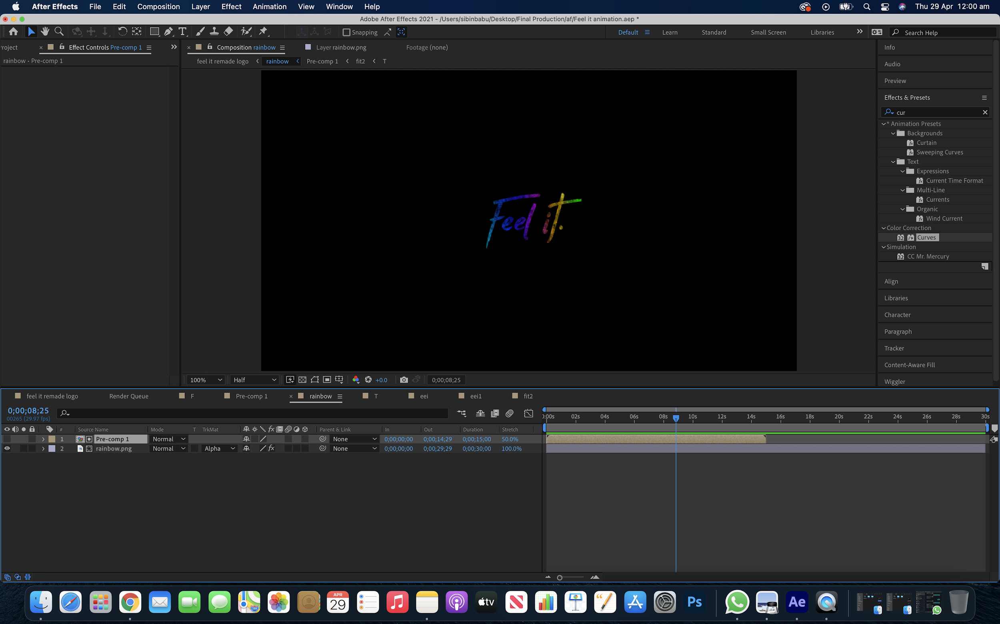 After Effects File Edit Composition Layer Effect Animation View Window Help Thu 29 Apr 12:00 am
Adobe After Effects 2021 - /Users/sibinbabu/Desktop/Final Production/af/Feel it animation.aep *
Snapping Default Learn Standard Small Screen Libraries Search Help
roject Effect Controls Pre-comp 1
rainbow • Pre-comp 1
Composition rainbow Layer rainbow.png Footage (none)
feel it remade logo rainbow Pre-comp 1 fit2 T
Feel it.
100% Half +0.0 0;00;08;25
Info
Audio
Preview
Effects & Presets
cur
* Animation Presets
Backgrounds
Curtain
Sweeping Curves
Text
Expressions
Current Time Format
Multi-Line
Currents
Organic
Wind Current
Color Correction
32 Curves
Simulation
32 CC Mr. Mercury
Align
Libraries
Character
Paragraph
Tracker
Content-Aware Fill
Wiggler
feel it remade logo Render Queue F Pre-comp 1 rainbow T eei eei1 fit2
0;00;08;25
00265 (29.97 fps)
0:00s 02s 04s 06s 08s 10s 12s 14s 16s 18s 20s 22s 24s 26s 28s 30s
# Source Name Mode T TrkMat fx Parent & Link In Out Duration Stretch
1 Pre-comp 1 Normal None 0;00;00;00 0;00;14;29 0;00;15;00 50.0%
2 rainbow.png Normal Alpha fx None 0;00;00;00 0;00;29;29 0;00;30;00 100.0%
APR
29
280
tv
Ps
Ae